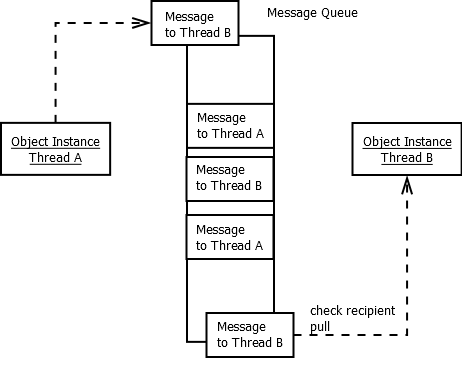 Message
to Thread B
Message Queue
Message
to Thread A
Object Instance
Thread A
Object Instance
Thread B
Message
to Thread B
Message
to Thread A
check recipient
pull
Message
to Thread B